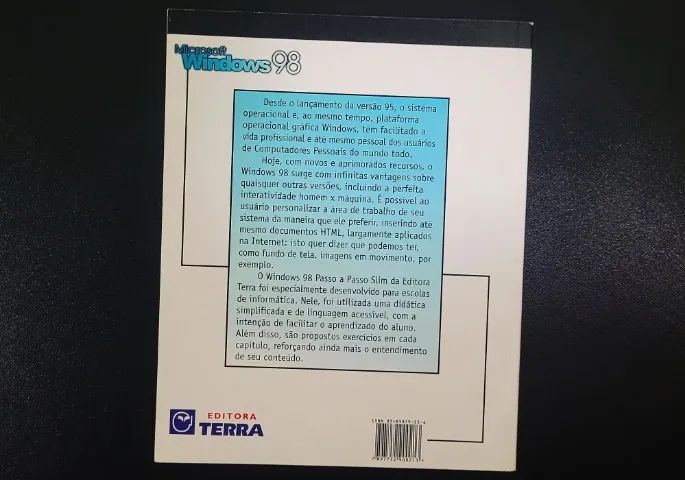 Microsoft
Windows 98
Desde o lançamento da versão 95, o sistema
operacional e, ao mesmo tempo, plataforma
operacional gráfica Windows, tem facilitado a
vida profissional e até mesmo pessoal dos usuários
de Computadores Pessoais do mundo todo.
Hoje, com novos e aprimorados recursos, o
Windows 98 surge com infinitas vantagens sobre
quaisquer outras versões, incluindo a perfeita
interatividade homem x máquina. É possível ao
usuário personalizar a área de trabalho de seu
sistema da maneira que ele preferir, inserindo até
mesmo documentos HTML, largamente aplicados
na Internet: isto quer dizer que podemos ter,
como fundo de tela, imagens em movimento, por
exemplo.
O Windows 98 Passo a Passo Slim da Editora
Terra foi especialmente desenvolvido para escolas
de informática. Nele, foi utilizada uma didática
simplificada e de linguagem acessível, com a
intenção de facilitar o aprendizado do aluno.
Além disso, são propostos exercícios em cada
capítulo, reforçando ainda mais o entendimento
de seu conteúdo.
EDITORA
TERRA
ISBN